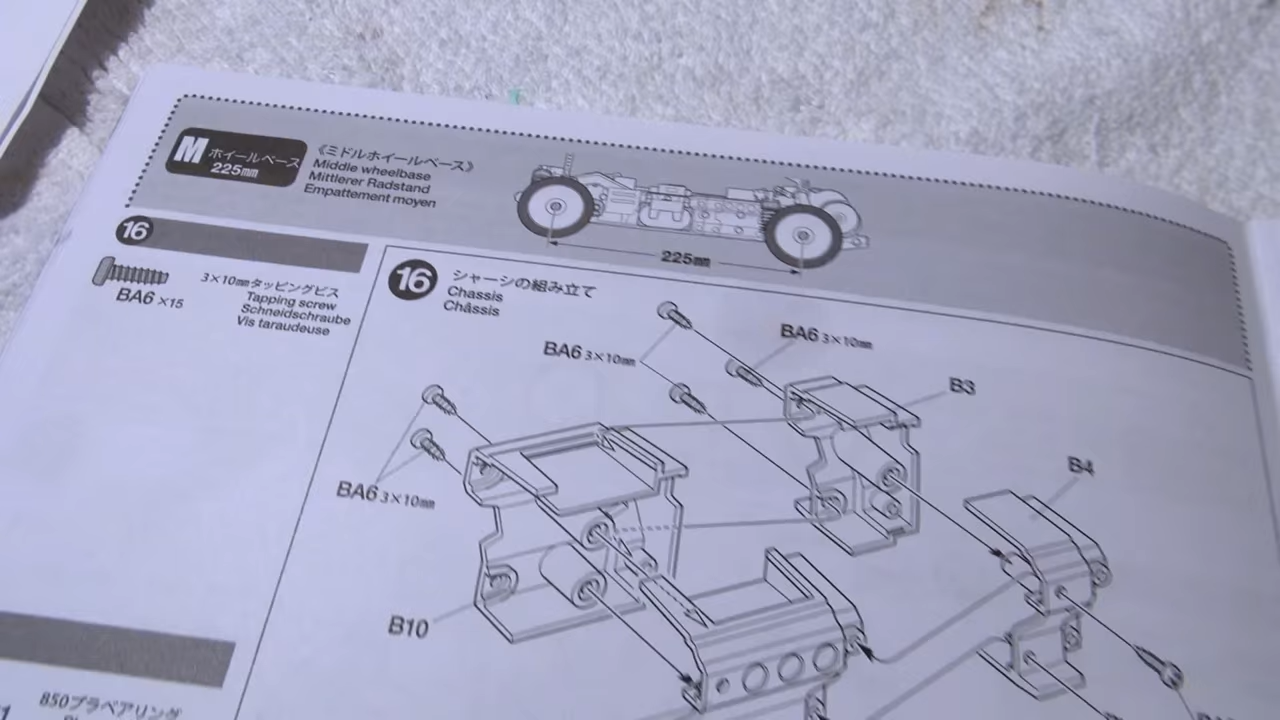 M ホイールベース
225mm
《ミドルホイールベース》
Middle wheelbase
Mittlerer Radstand
Empattement moyen
225mm
16
3×10mmタッピングビス
Tapping screw
Schneidschraube
Vis taraudeuse
BA6 ×15
16
シャーシの組み立て
Chassis
Châssis
BA6 3×10mm
BA6 3×10mm
B3
B4
BA6 3×10mm
B10
850プラベアリング